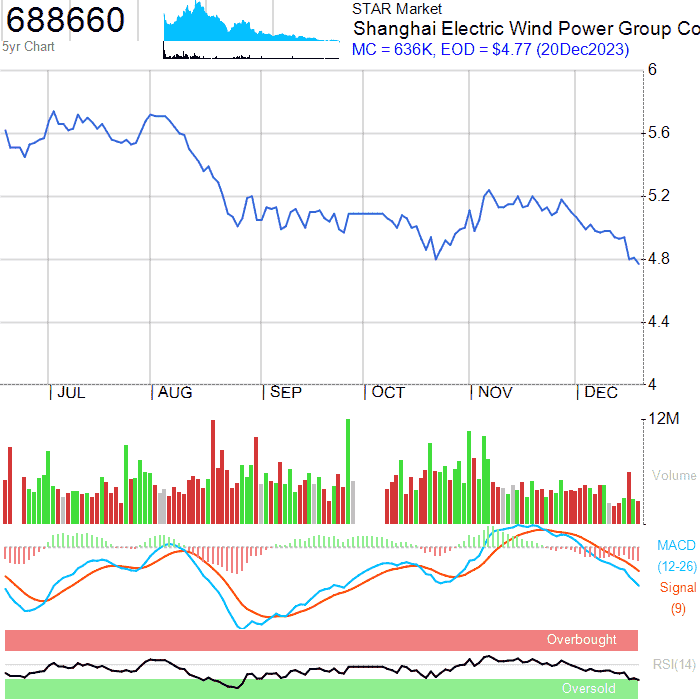 688660
5yr Chart
STAR Market
Shanghai Electric Wind Power Group Co
MC = 636K, EOD = $4.77 (20Dec2023)
6
5.6
5.2
4.8
4.4
4
JUL AUG SEP OCT NOV DEC
12M
Volume
MACD
(12-26)
Signal
(9)
Overbought
RSI(14)
Oversold